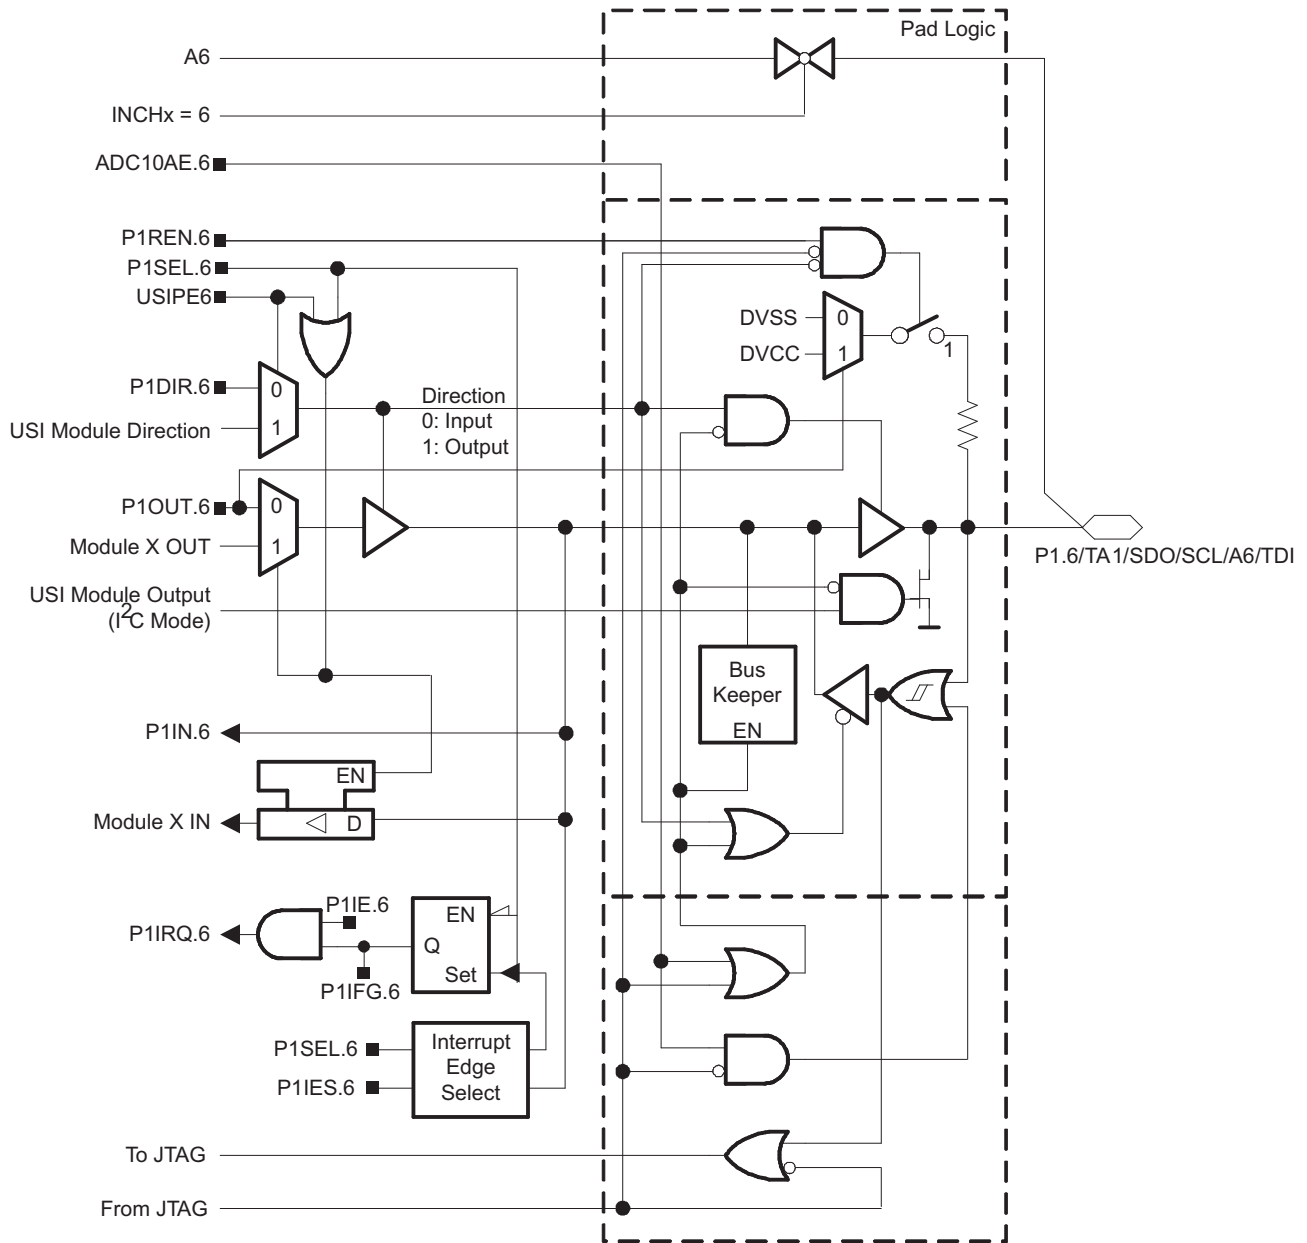 Pad Logic
A6
INCHx = 6
ADC10AE.6
P1REN.6
P1SEL.6
USIPE6
DVSS
0
DVCC
1
1
P1DIR.6
0
USI Module Direction
1
Direction
0: Input
1: Output
P1OUT.6
0
Module X OUT
1
P1.6/TA1/SDO/SCL/A6/TDI
USI Module Output
(I2C Mode)
Bus
Keeper
EN
P1IN.6
EN
Module X IN
D
P1IE.6
EN
P1IRQ.6
Q
Set
P1IFG.6
P1SEL.6
P1IES.6
Interrupt
Edge
Select
To JTAG
From JTAG